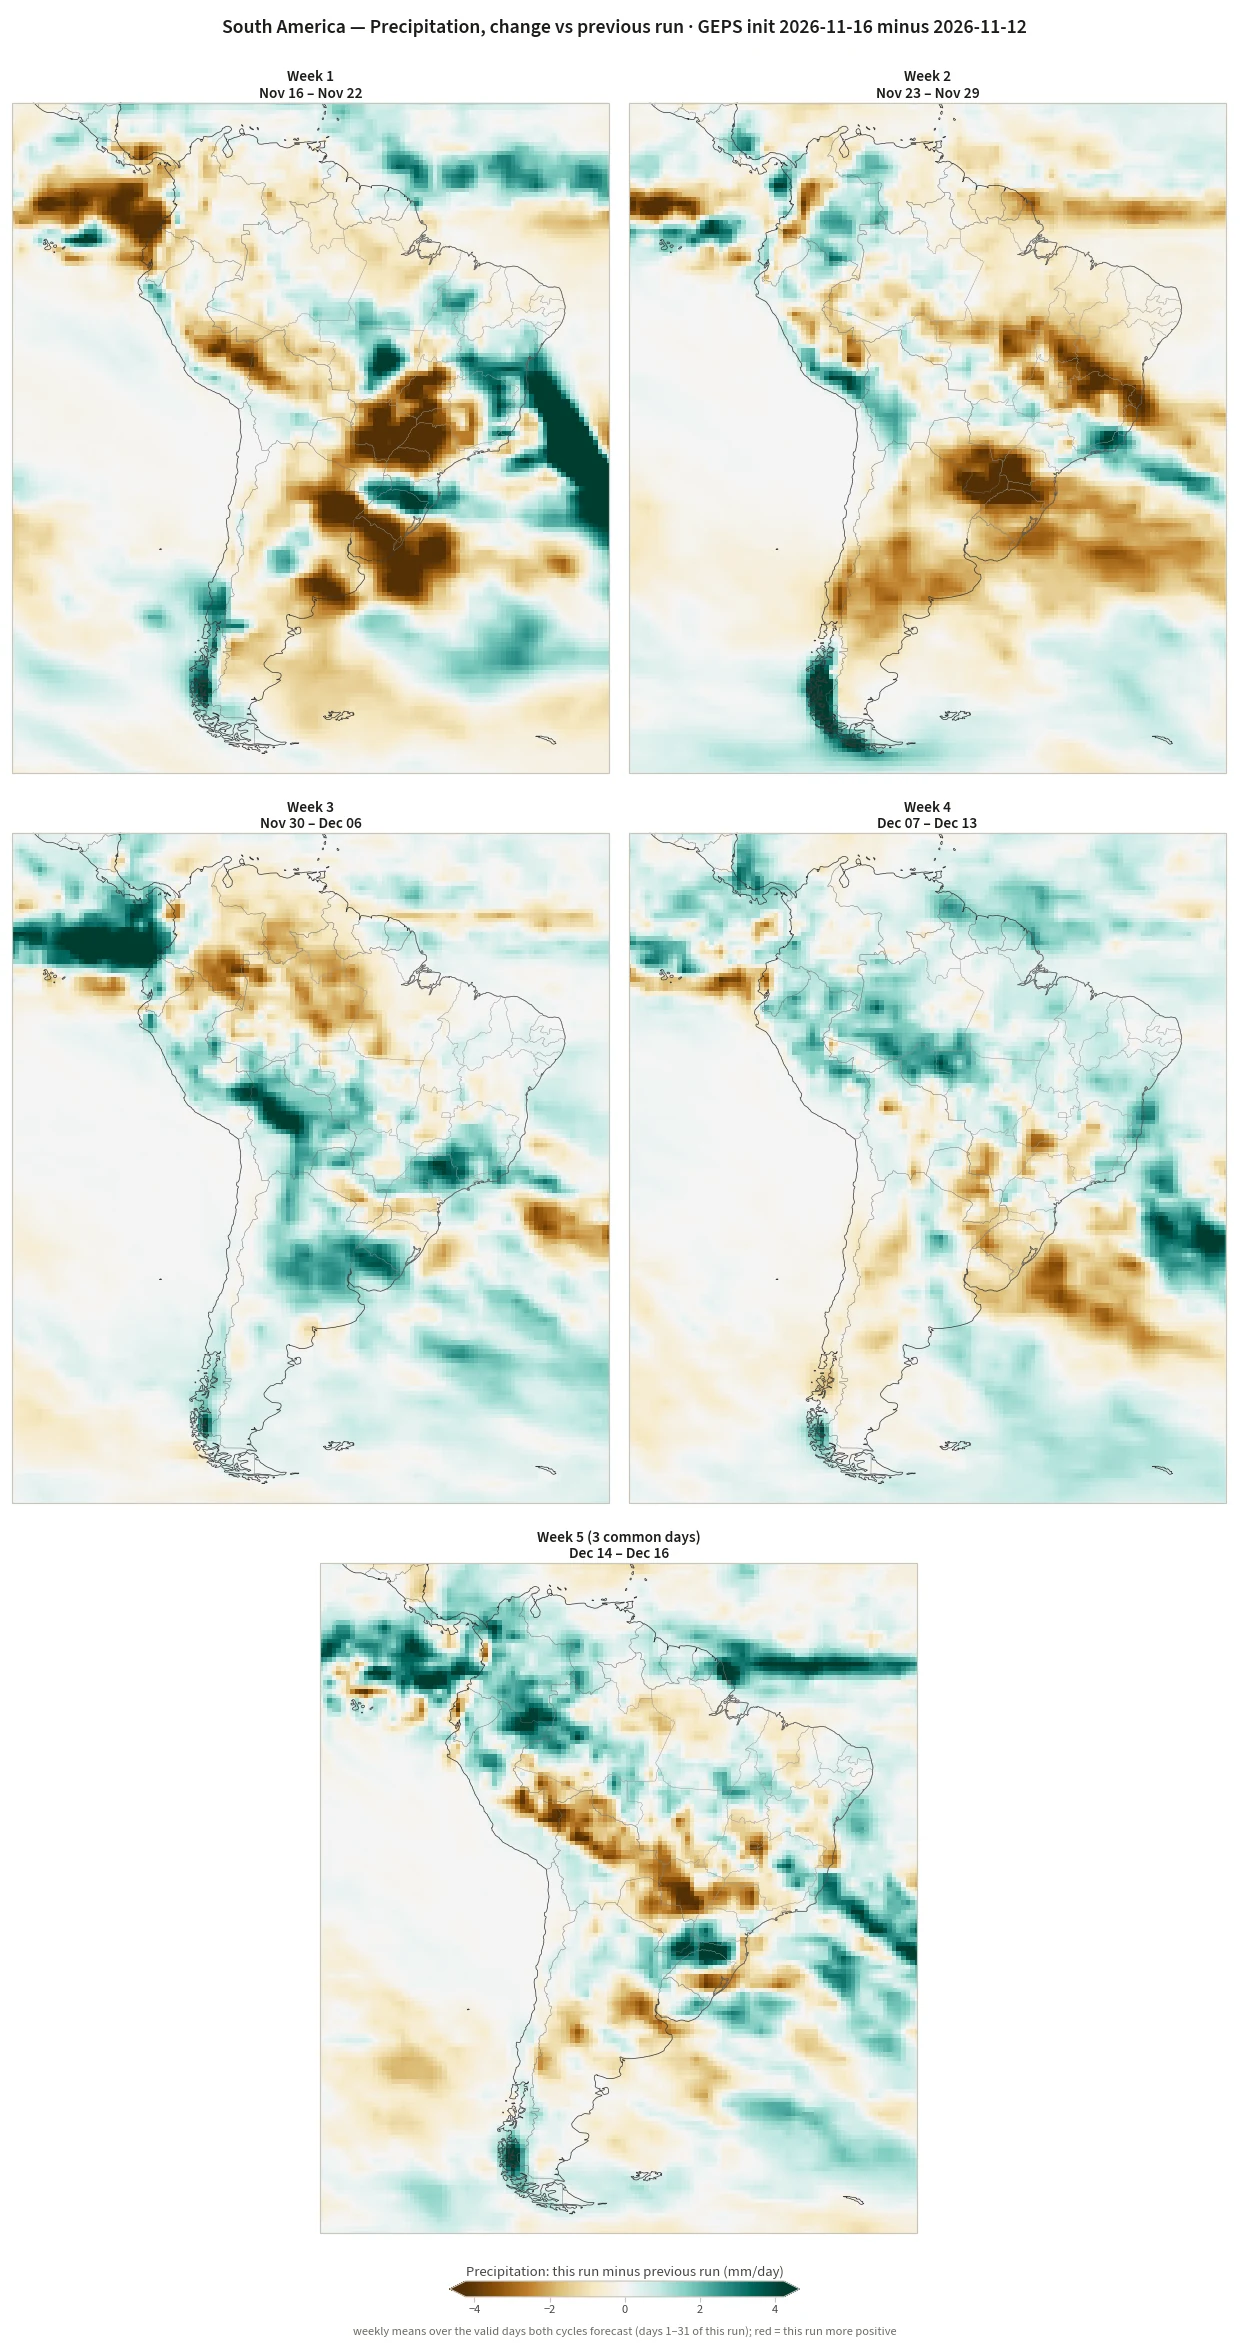 South America — Precipitation, change vs previous run · GEPS init 2026-11-16 minus 2026-11-12
Week 1
Nov 16 – Nov 22
Week 2
Nov 23 – Nov 29
Week 3
Nov 30 – Dec 06
Week 4
Dec 07 – Dec 13
Week 5 (3 common days)
Dec 14 – Dec 16
Precipitation: this run minus previous run (mm/day)
−4 −2 0 2 4
weekly means over the valid days both cycles forecast (days 1–31 of this run); red = this run more positive